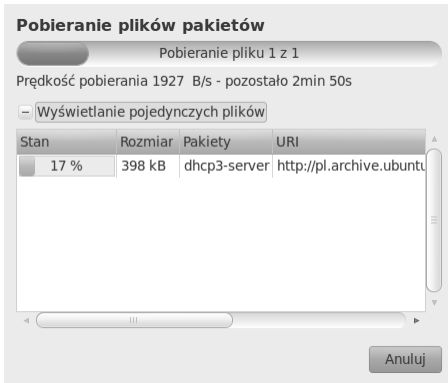 Pobieranie plików pakietów
Pobieranie pliku 1 z 1
Prędkość pobierania 1927 B/s - pozostało 2min 50s
Wyświetlanie pojedynczych plików
Stan Rozmiar Pakiety URI
17 % 398 kB dhcp3-server http://pl.archive.ubuntu
Anuluj